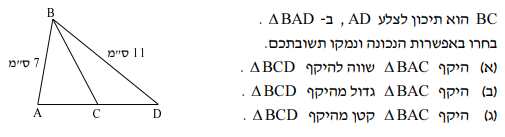 BC הוא תיכון לצלע AD , ב- ΔBAD .
בחרו באפשרות הנכונה ונמקו תשובתכם.
(א) היקף ΔBAC שווה להיקף ΔBCD .
(ב) היקף ΔBAC גדול מהיקף ΔBCD .
(ג) היקף ΔBAC קטן מהיקף ΔBCD .
B
7 ס"מ
11 ס"מ
A C D